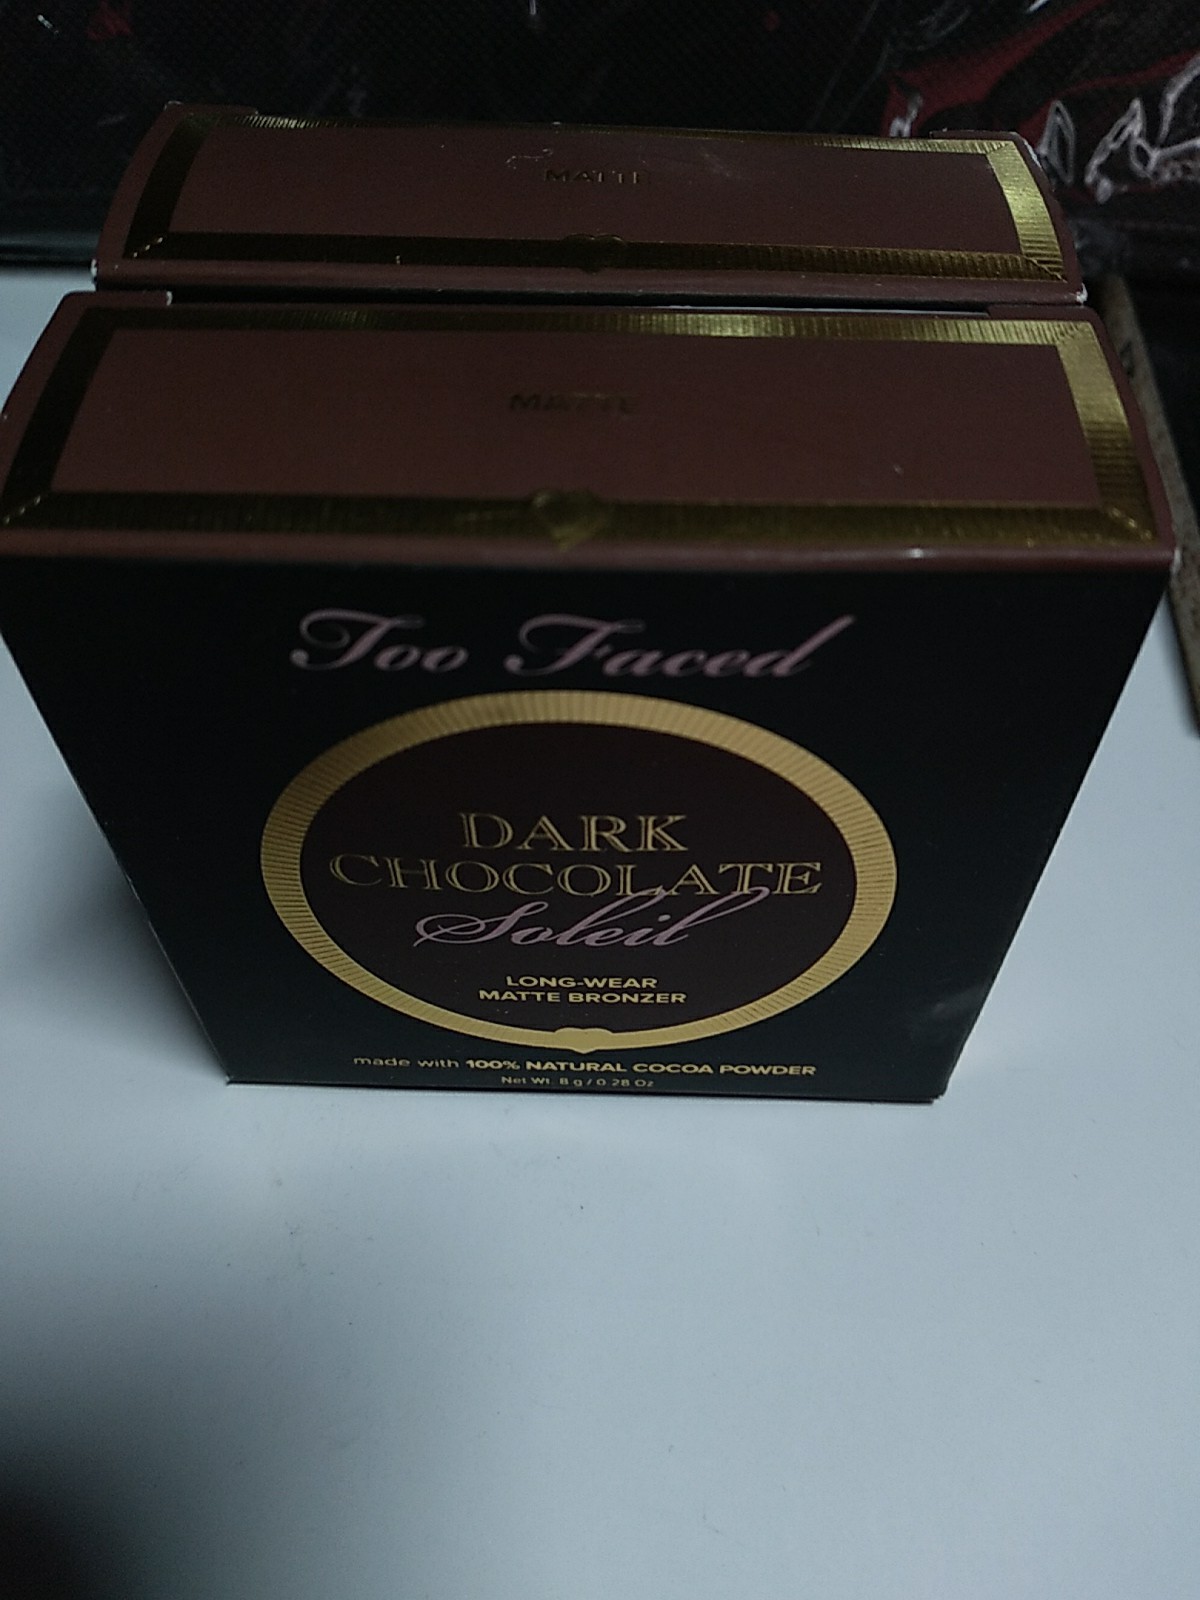 MATTE
MATTE
Too Faced
DARK
CHOCOLATE
Soleil
LONG-WEAR
MATTE BRONZER
made with 100% NATURAL COCOA POWDER
Net Wt. 8 g / 0.28 Oz